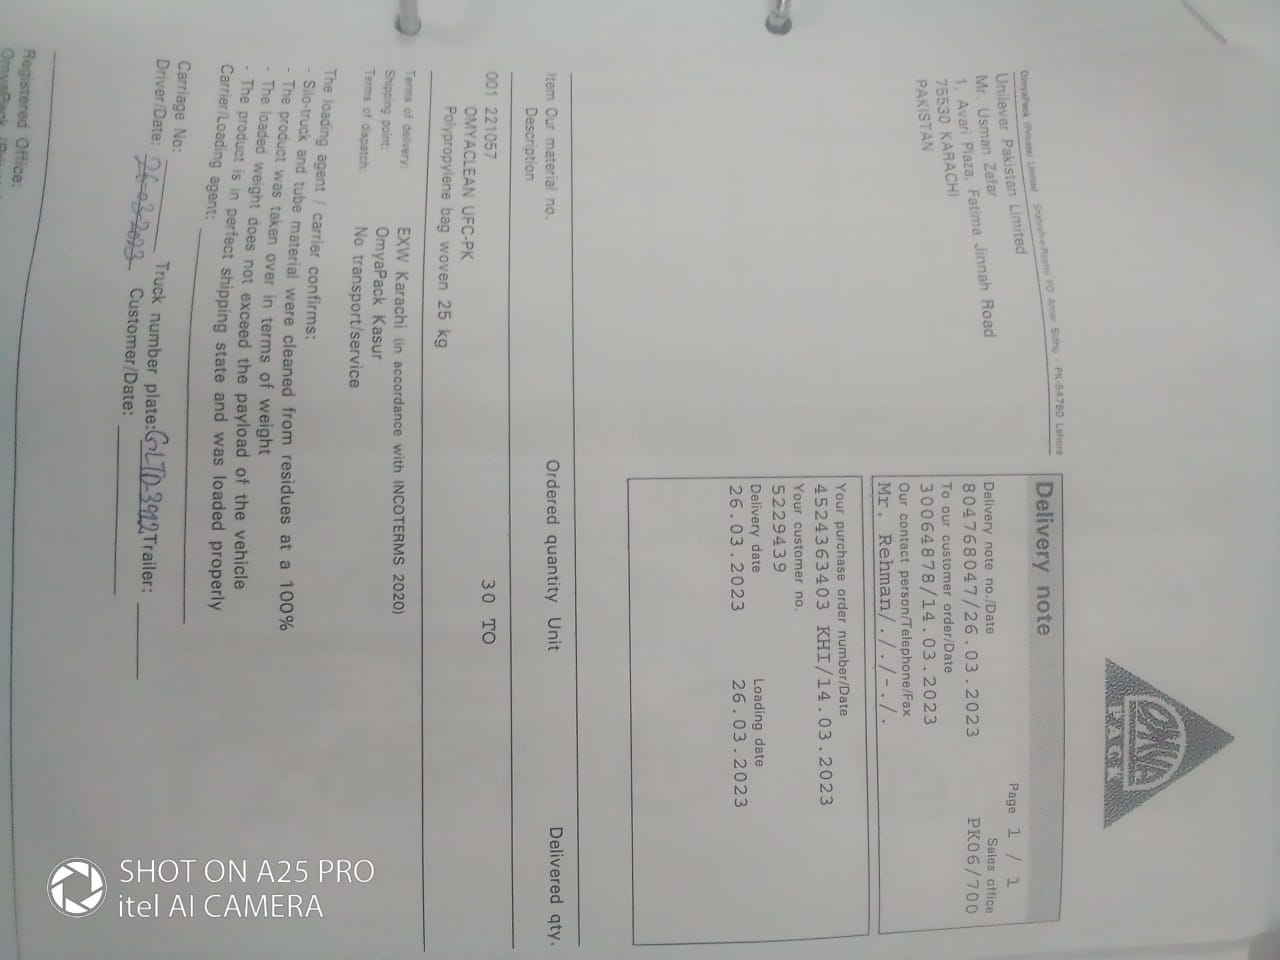 OMYA
PACK
OmyaPack (Private) Limited - Shahrah-e-Roomi PO Amer Sidhu - PK-54760 Lahore
Unilever Pakistan Limited
Mr. Usman Zafar
1, Avari Plaza, Fatima Jinnah Road
75530 KARACHI
PAKISTAN
Delivery note
Page 1 / 1
Delivery note no./Date
Sales office
804768047/26.03.2023
PK06/700
To our customer order/Date
30064878/14.03.2023
Our contact person/Telephone/Fax
Mr. Rehman/././-./.
Your purchase order number/Date
4524363403 KHI/14.03.2023
Your customer no.
5229439
Delivery date Loading date
26.03.2023 26.03.2023
Item Our material no. Ordered quantity Unit Delivered qty.
Description
001 221057 30 TO
OMYACLEAN UFC-PK
Polypropylene bag woven 25 kg
Terms of delivery: EXW Karachi (in accordance with INCOTERMS 2020)
Shipping point: OmyaPack Kasur
Terms of dispatch: No transport/service
The loading agent / carrier confirms:
- Silo-truck and tube material were cleaned from residues at a 100%
- The product was taken over in terms of weight
- The loaded weight does not exceed the payload of the vehicle
- The product is in perfect shipping state and was loaded properly
Carrier/Loading agent:
Carriage No: Truck number plate: GLTD-3912 Trailer:
Driver/Date: 26-03-2023 Customer/Date:
Registered Office:
OmyaPack
SHOT ON A25 PRO
itel AI CAMERA